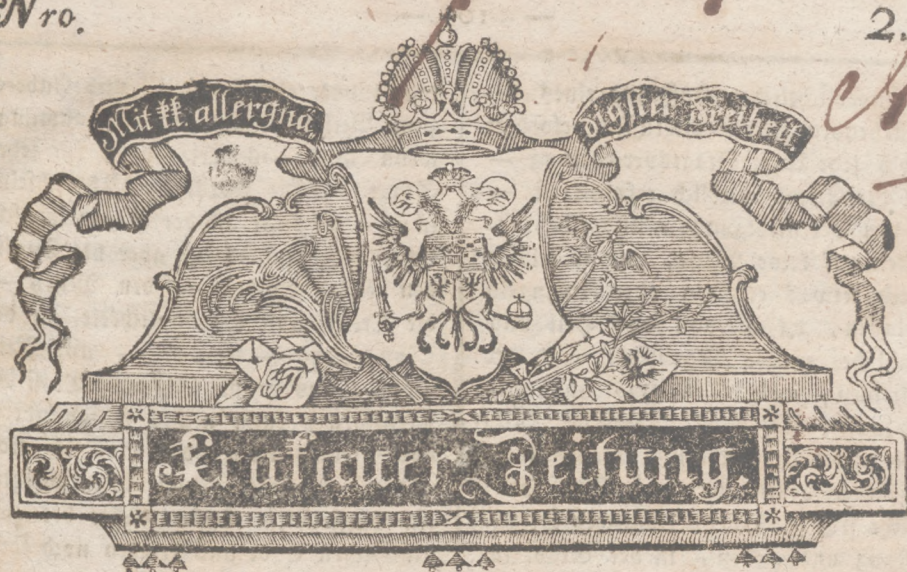 Nro. 2.
Mit kk. allergnä digster Freiheit.
Krakauer Zeitung.